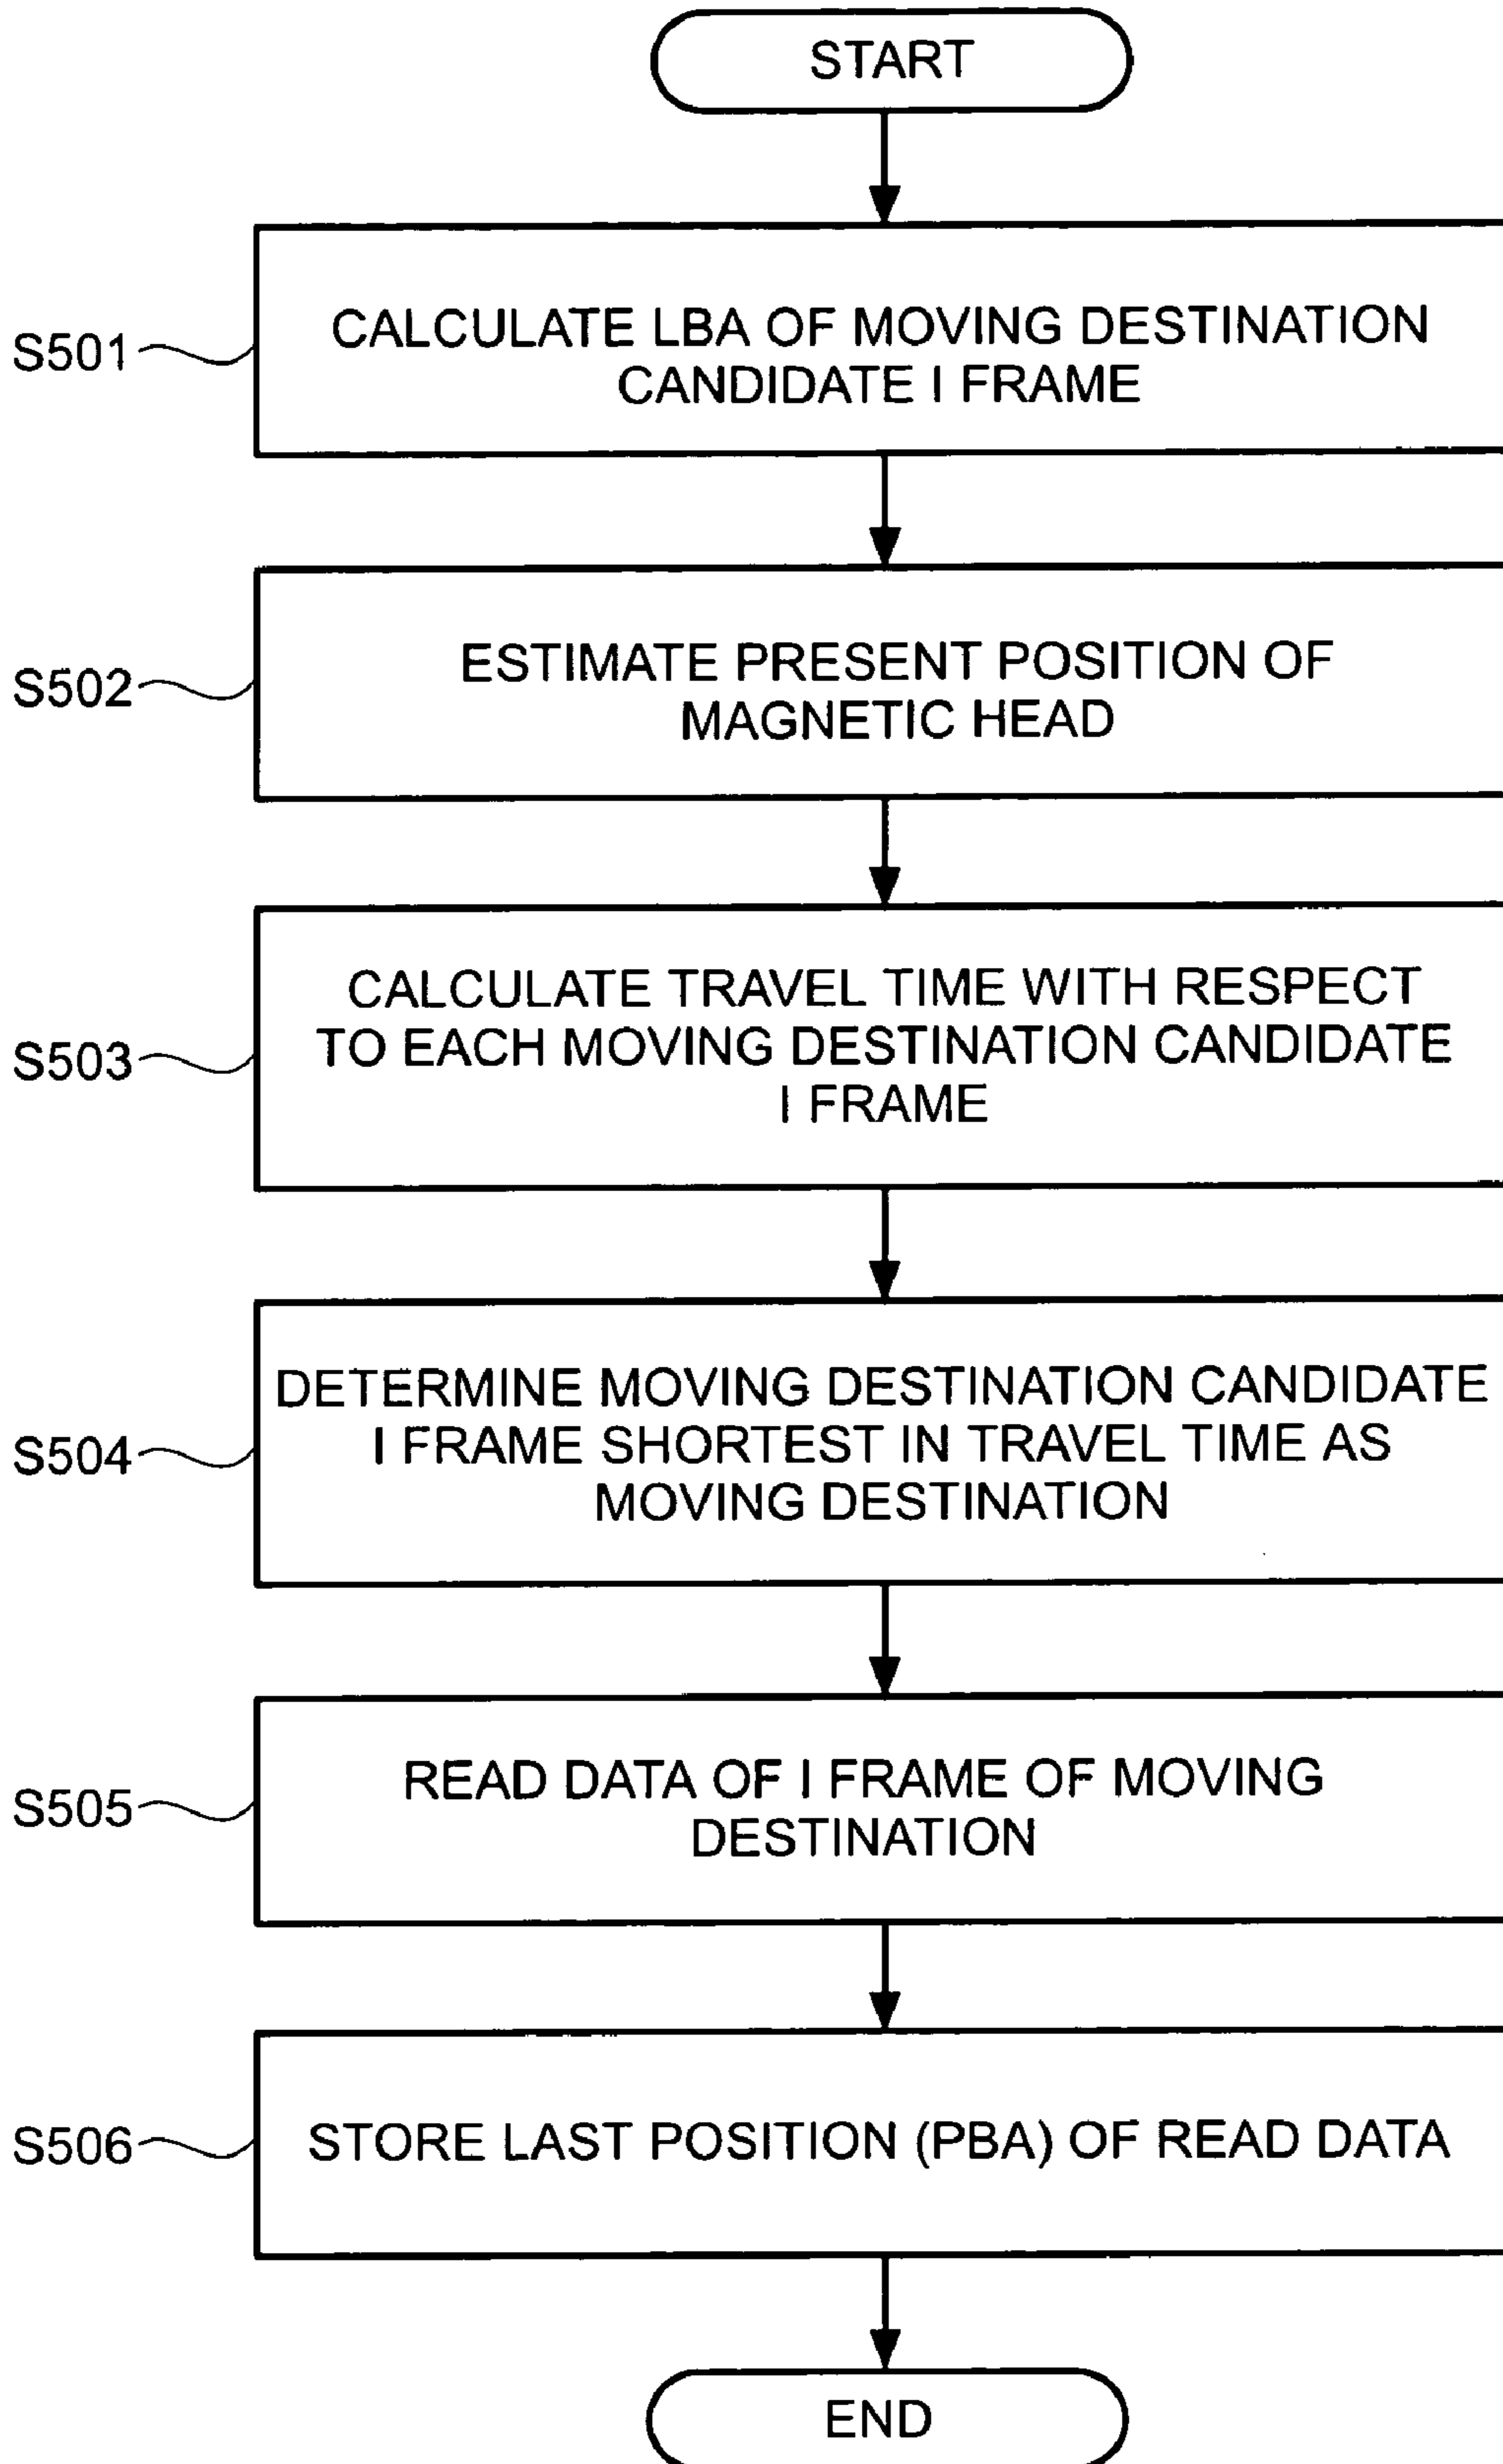 START
S501
CALCULATE LBA OF MOVING DESTINATION
CANDIDATE I FRAME
S502
ESTIMATE PRESENT POSITION OF
MAGNETIC HEAD
S503
CALCULATE TRAVEL TIME WITH RESPECT
TO EACH MOVING DESTINATION CANDIDATE
I FRAME
S504
DETERMINE MOVING DESTINATION CANDIDATE
I FRAME SHORTEST IN TRAVEL TIME AS
MOVING DESTINATION
S505
READ DATA OF I FRAME OF MOVING
DESTINATION
S506
STORE LAST POSITION (PBA) OF READ DATA
END